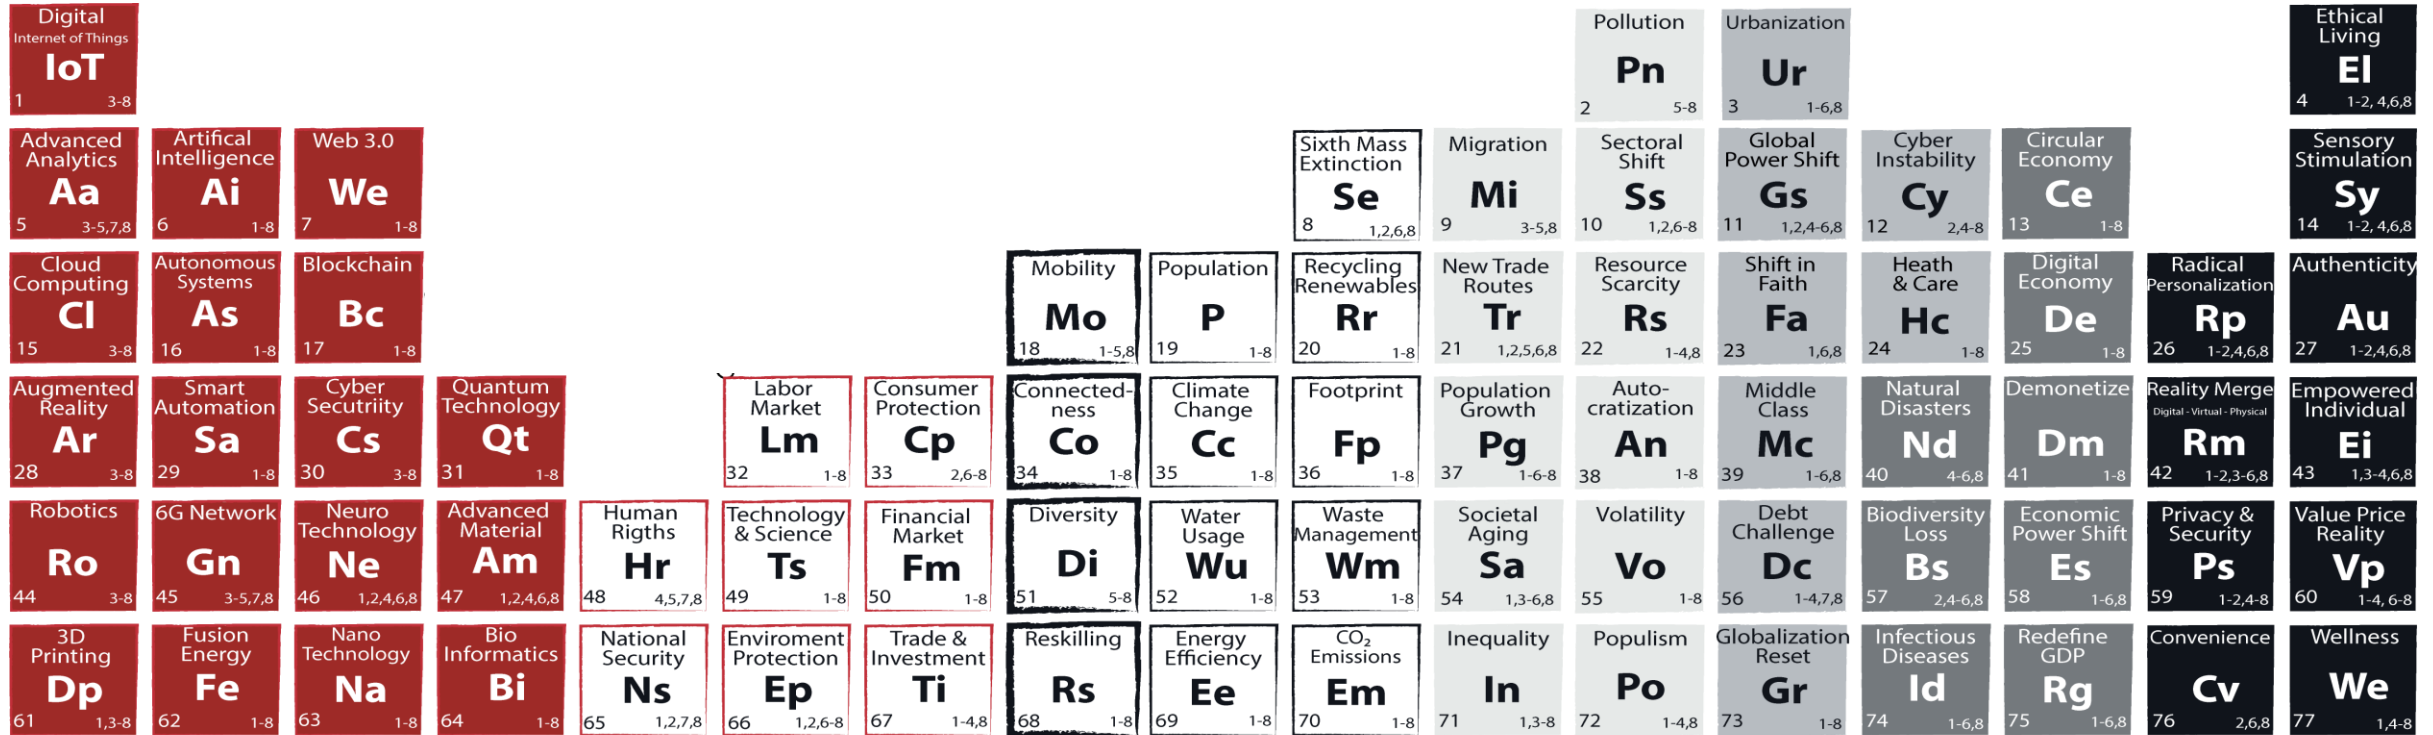 Digital
Internet of Things
IoT
1 3-8
Pollution
Pn
2 5-8
Urbanization
Ur
3 1-6,8
Ethical
Living
El
4 1-2, 4,6,8
Advanced
Analytics
Aa
5 3-5,7,8
Artifical
Intelligence
Ai
6 1-8
Web 3.0
We
7 1-8
Sixth Mass
Extinction
Se
8 1,2,6,8
Migration
Mi
9 3-5,8
Sectoral
Shift
Ss
10 1,2,6-8
Global
Power Shift
Gs
11 1,2,4-6,8
Cyber
Instability
Cy
12 2,4-8
Circular
Economy
Ce
13 1-8
Sensory
Stimulation
Sy
14 1-2, 4,6,8
Cloud
Computing
Cl
15 3-8
Autonomous
Systems
As
16 1-8
Blockchain
Bc
17 1-8
Mobility
Mo
18 1-5,8
Population
P
19 1-8
Recycling
Renewables
Rr
20 1-8
New Trade
Routes
Tr
21 1,2,5,6,8
Resource
Scarcity
Rs
22 1-4,8
Shift in
Faith
Fa
23 1,6,8
Heath
& Care
Hc
24 1-8
Digital
Economy
De
25 1-8
Radical
Personalization
Rp
26 1-2,4,6,8
Authenticity
Au
27 1-2,4,6,8
Augmented
Reality
Ar
28 3-8
Smart
Automation
Sa
29 1-8
Cyber
Secutriity
Cs
30 3-8
Quantum
Technology
Qt
31 1-8
Labor
Market
Lm
32 1-8
Consumer
Protection
Cp
33 2,6-8
Connected-
ness
Co
34 1-8
Climate
Change
Cc
35 1-8
Footprint
Fp
36 1-8
Population
Growth
Pg
37 1-6-8
Auto-
cratization
An
38 1-8
Middle
Class
Mc
39 1-6,8
Natural
Disasters
Nd
40 4-6,8
Demonetize
Dm
41 1-8
Reality Merge
Digital - Virtual - Physical
Rm
42 1-2,3-6,8
Empowered
Individual
Ei
43 1,3-4,6,8
Robotics
Ro
44 3-8
6G Network
Gn
45 3-5,7,8
Neuro
Technology
Ne
46 1,2,4,6,8
Advanced
Material
Am
47 1,2,4,6,8
Human
Rigths
Hr
48 4,5,7,8
Technology
& Science
Ts
49 1-8
Financial
Market
Fm
50 1-8
Diversity
Di
51 5-8
Water
Usage
Wu
52 1-8
Waste
Management
Wm
53 1-8
Societal
Aging
Sa
54 1,3-6,8
Volatility
Vo
55 1-8
Debt
Challenge
Dc
56 1-4,7,8
Biodiversity
Loss
Bs
57 2,4-6,8
Economic
Power Shift
Es
58 1-6,8
Privacy &
Security
Ps
59 1-2,4-8
Value Price
Reality
Vp
60 1-4, 6-8
3D
Printing
Dp
61 1,3-8
Fusion
Energy
Fe
62 1-8
Nano
Technology
Na
63 1-8
Bio
Informatics
Bi
64 1-8
National
Security
Ns
65 1,2,7,8
Enviroment
Protection
Ep
66 1,2,6-8
Trade &
Investment
Ti
67 1-4,8
Reskilling
Rs
68 1-8
Energy
Efficiency
Ee
69 1-8
CO₂
Emissions
Em
70 1-8
Inequality
In
71 1,3-8
Populism
Po
72 1-4,8
Globalization
Reset
Gr
73 1-8
Infectious
Diseases
Id
74 1-6,8
Redefine
GDP
Rg
75 1-6,8
Convenience
Cv
76 2,6,8
Wellness
We
77 1,4-8